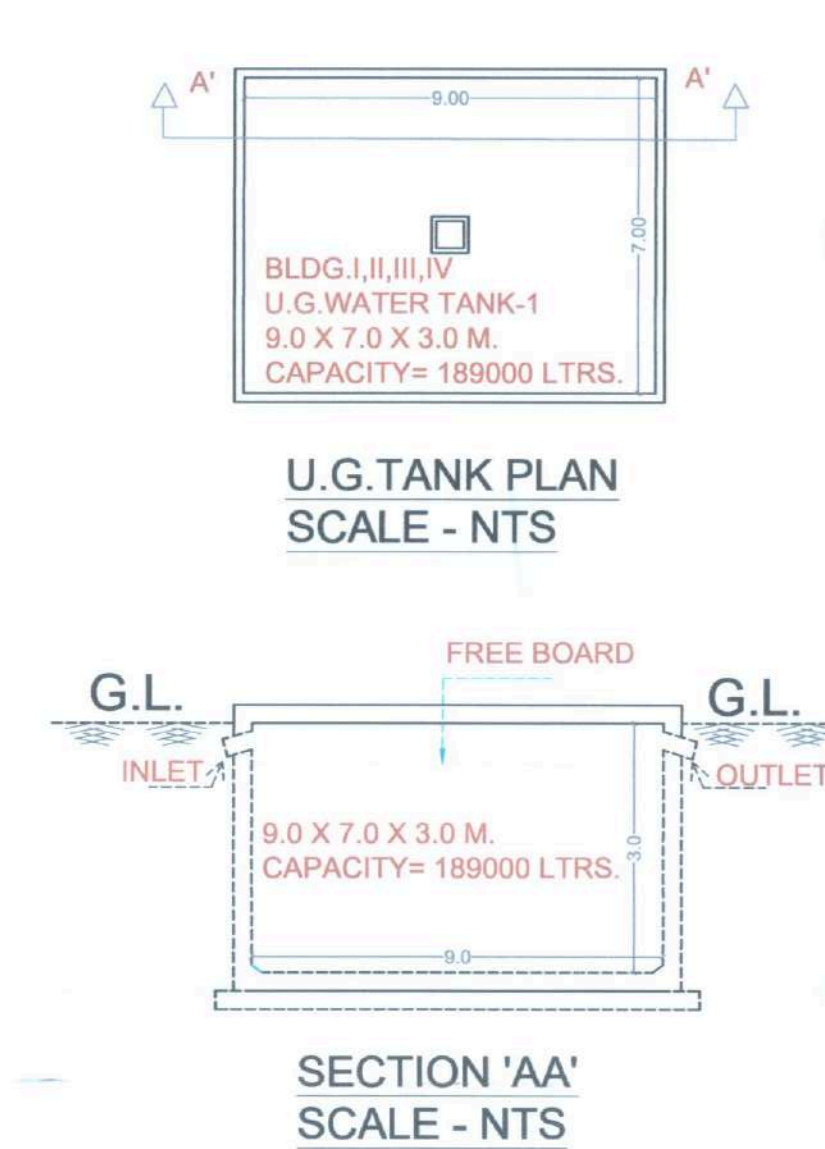 A'
A'
9.00
7.00
BLDG.I,II,III,IV
U.G.WATER TANK-1
9.0 X 7.0 X 3.0 M.
CAPACITY= 189000 LTRS.
U.G.TANK PLAN
SCALE - NTS
FREE BOARD
G.L.
G.L.
INLET
OUTLET
9.0 X 7.0 X 3.0 M.
CAPACITY= 189000 LTRS.
3.0
9.0
SECTION 'AA'
SCALE - NTS